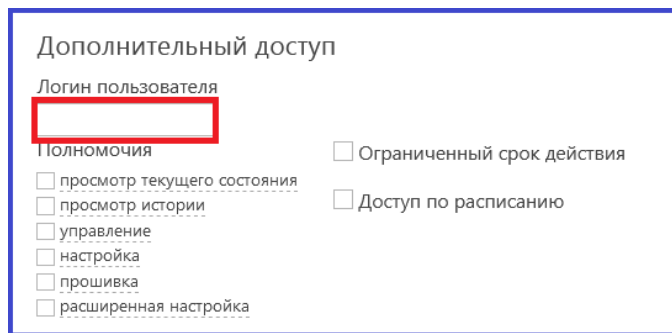 Дополнительный доступ
Логин пользователя
Полномочия
просмотр текущего состояния
просмотр истории
управление
настройка
прошивка
расширенная настройка
Ограниченный срок действия
Доступ по расписанию